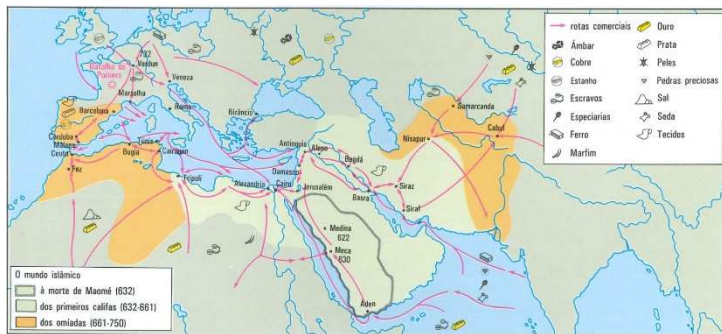 732
Verdun
Batalha de
Poitiers
Veneza
Marselha
Barcelona
Roma
Bizâncio
Córdoba
Málaga
Ceuta
Fez
Bugia
Tunes
Cairuan
Trípoli
Alexandria
Cairo
Antioquia
Alepo
Damasco
Jerusalém
Bagdá
Basra
Nisapur
Samarcanda
Cabul
Siraz
Siraf
Medina
622
Meca
630
Áden
rotas comerciais
Âmbar
Cobre
Estanho
Escravos
Especiarias
Ferro
Marfim
Ouro
Prata
Peles
Pedras preciosas
Sal
Seda
Tecidos
O mundo islâmico
à morte de Maomé (632)
dos primeiros califas (632-661)
dos omíadas (661-750)